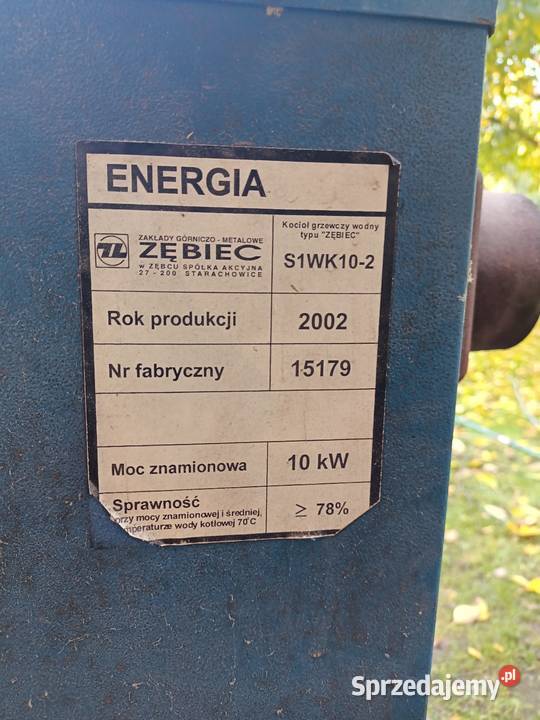 ENERGIA
ZAKŁADY GÓRNICZO - METALOWE
ZĘBIEC
w ZĘBCU SPÓŁKA AKCYJNA
27 - 200 STARACHOWICE
Kocioł grzewczy wodny
typu "ZĘBIEC"
S1WK10-2
Rok produkcji 2002
Nr fabryczny 15179
Moc znamionowa 10 kW
Sprawność
przy mocy znamionowej i średniej,
temperaturze wody kotłowej 70°C
≥ 78%
Sprzedajemy.pl